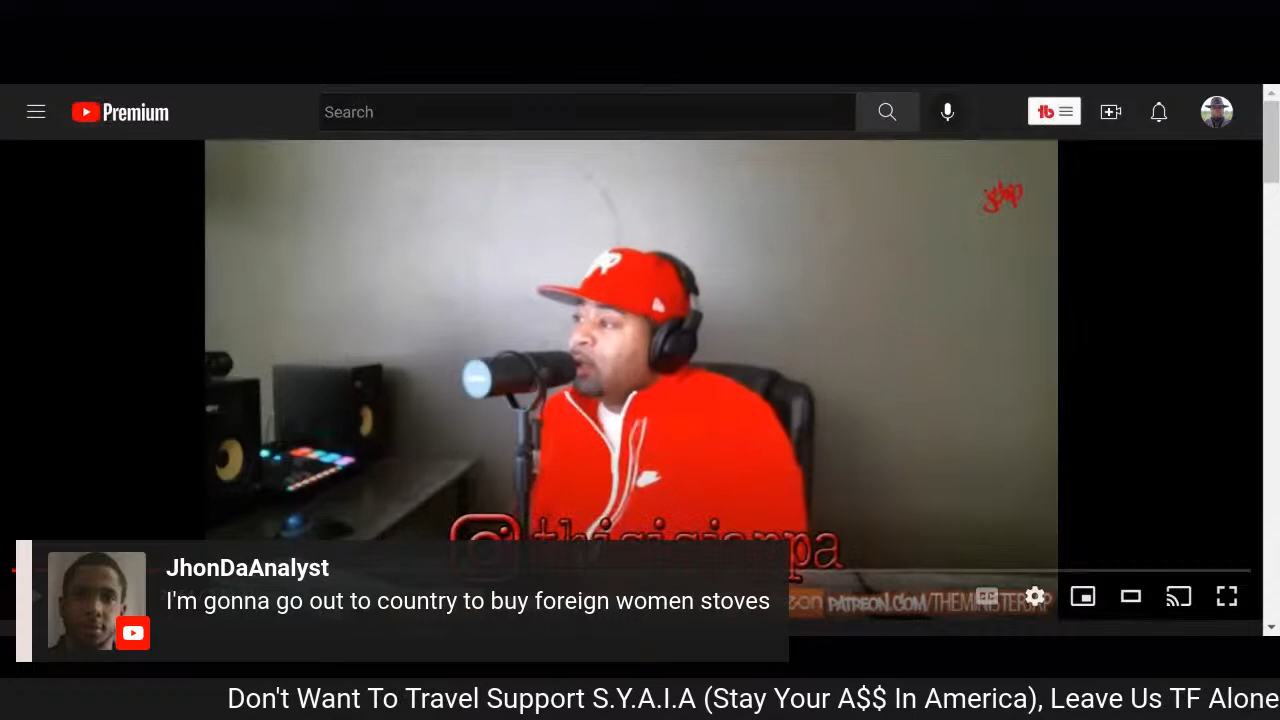 Premium
Search
JhonDaAnalyst
I'm gonna go out to country to buy foreign women stoves
PATREON.COM/THEMINISTERJAP
Don't Want To Travel Support S.Y.A.I.A (Stay Your A$$ In America), Leave Us TF Alone